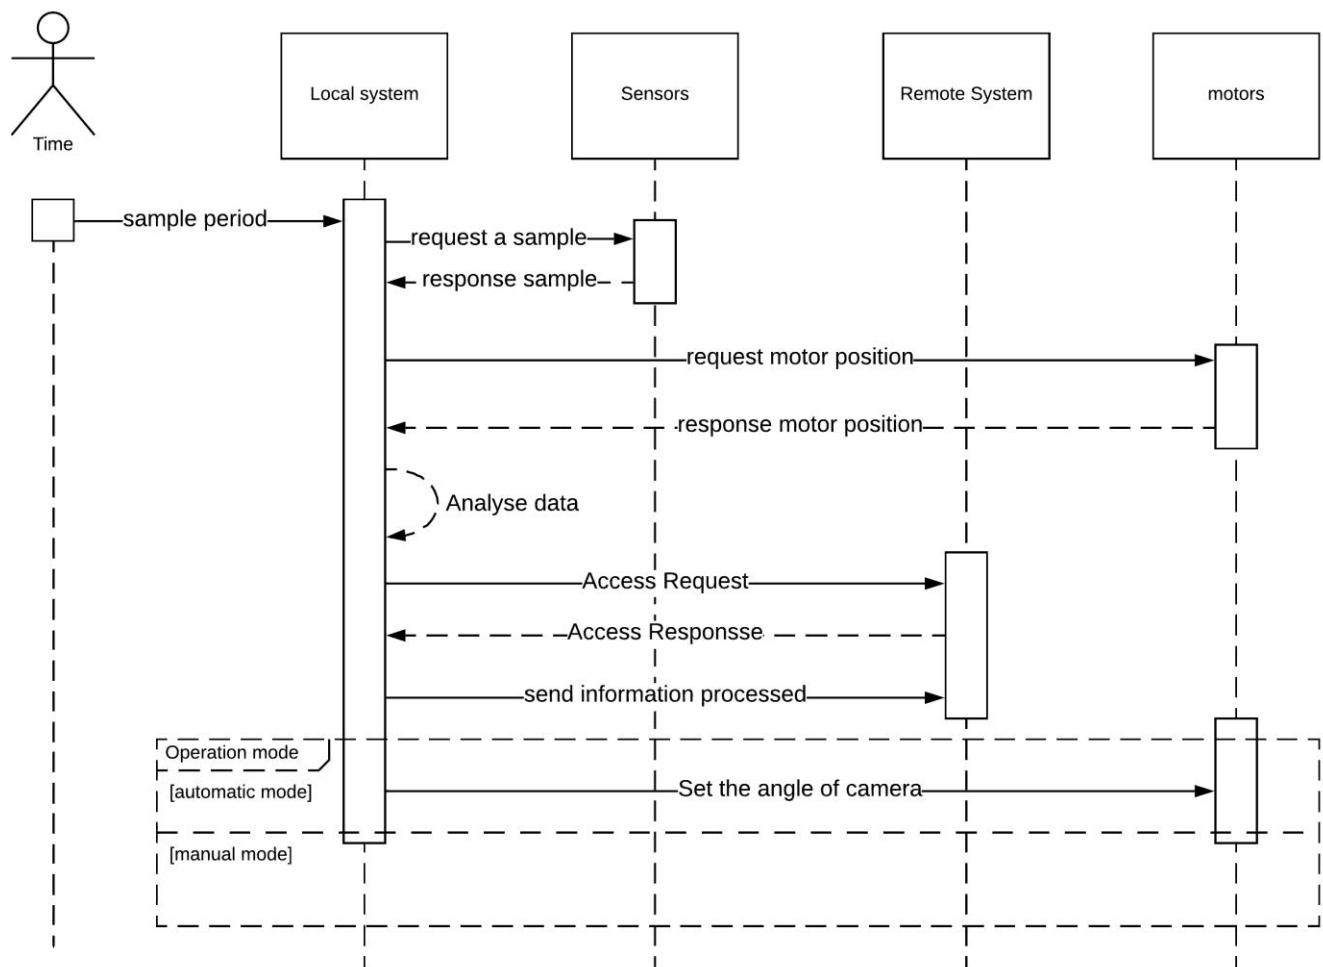 Time
Local system
Sensors
Remote System
motors
sample period
request a sample
response sample
request motor position
response motor position
Analyse data
Access Request
Access Responsse
send information processed
Operation mode
[automatic mode]
Set the angle of camera
[manual mode]